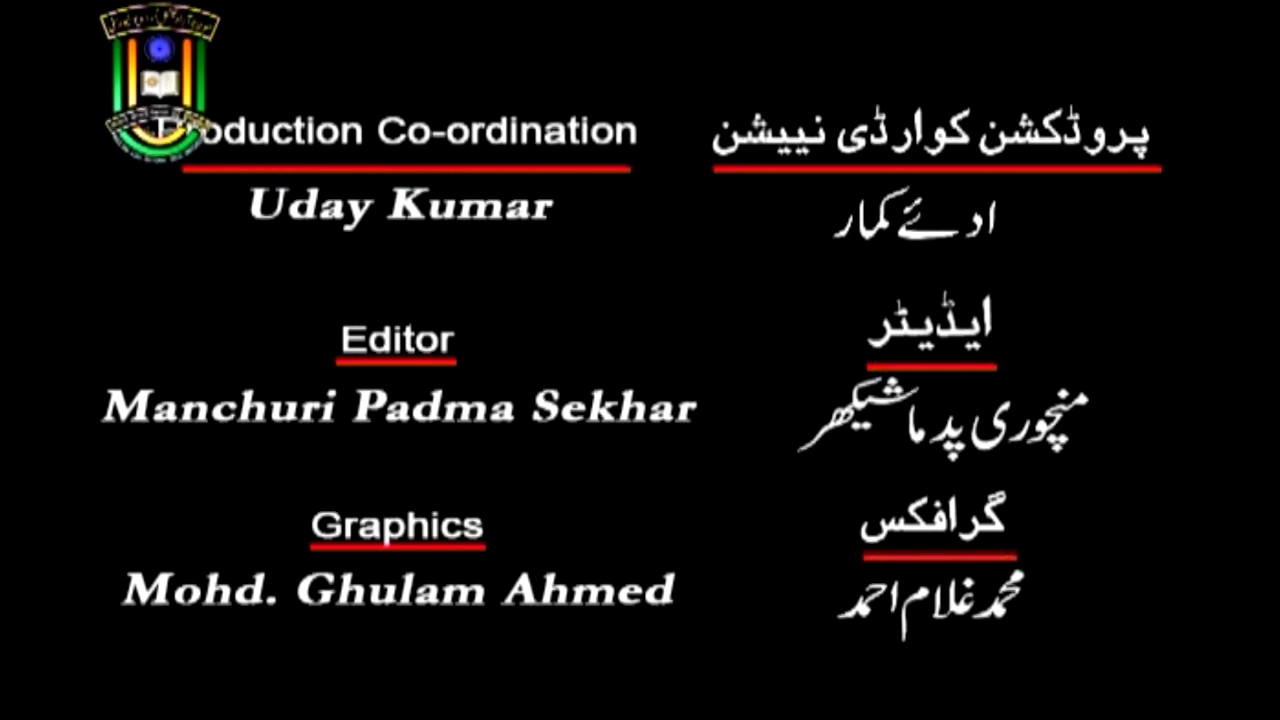 Production Co-ordination
پروڈکشن کوارڈی نییشن
Uday Kumar
ادئے کمار
Editor
ایڈیٹر
Manchuri Padma Sekhar
منچوری پدما شیکھر
Graphics
گرافکس
Mohd. Ghulam Ahmed
محمد غلام احمد